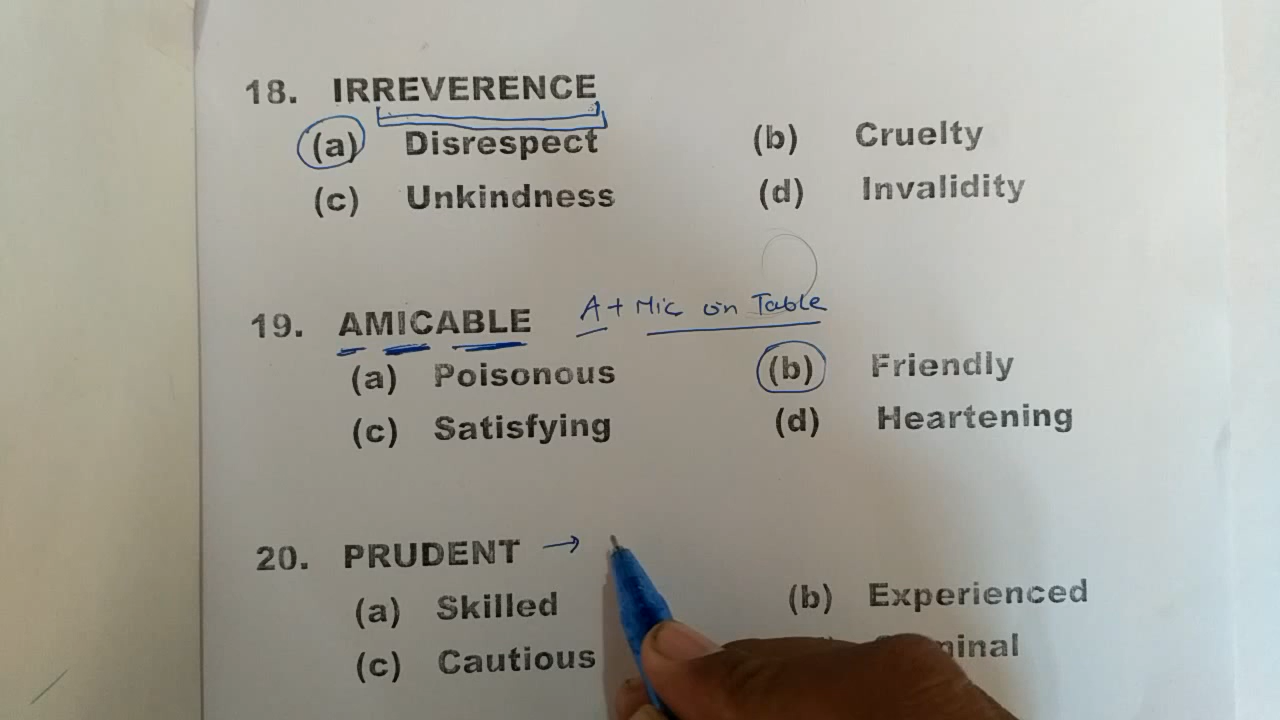 18. IRREVERENCE
(a) Disrespect (b) Cruelty
(c) Unkindness (d) Invalidity
19. AMICABLE A + Mic on Table
(a) Poisonous (b) Friendly
(c) Satisfying (d) Heartening
20. PRUDENT →
(a) Skilled (b) Experienced
(c) Cautious